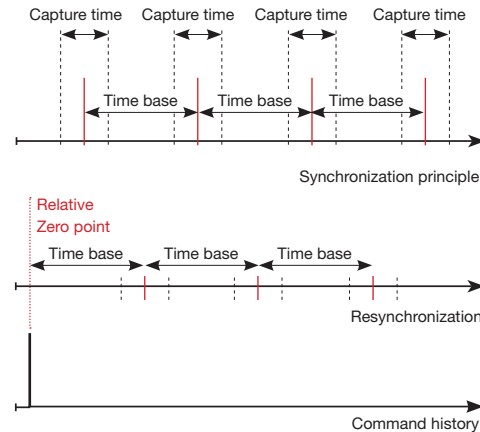 Capture time Capture time Capture time Capture time
Time base Time base Time base
Synchronization principle
Relative
Zero point
Time base Time base Time base
Resynchronization
Command history